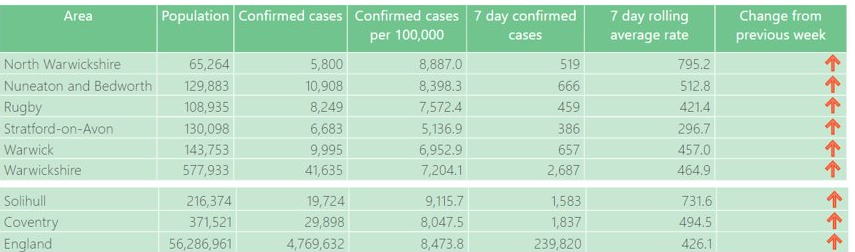 Area Population Confirmed cases Confirmed cases per 100,000 7 day confirmed cases 7 day rolling average rate Change from previous week
North Warwickshire 65,264 5,800 8,887.0 519 795.2
Nuneaton and Bedworth 129,883 10,908 8,398.3 666 512.8
Rugby 108,935 8,249 7,572.4 459 421.4
Stratford-on-Avon 130,098 6,683 5,136.9 386 296.7
Warwick 143,753 9,995 6,952.9 657 457.0
Warwickshire 577,933 41,635 7,204.1 2,687 464.9
Solihull 216,374 19,724 9,115.7 1,583 731.6
Coventry 371,521 29,898 8,047.5 1,837 494.5
England 56,286,961 4,769,632 8,473.8 239,820 426.1